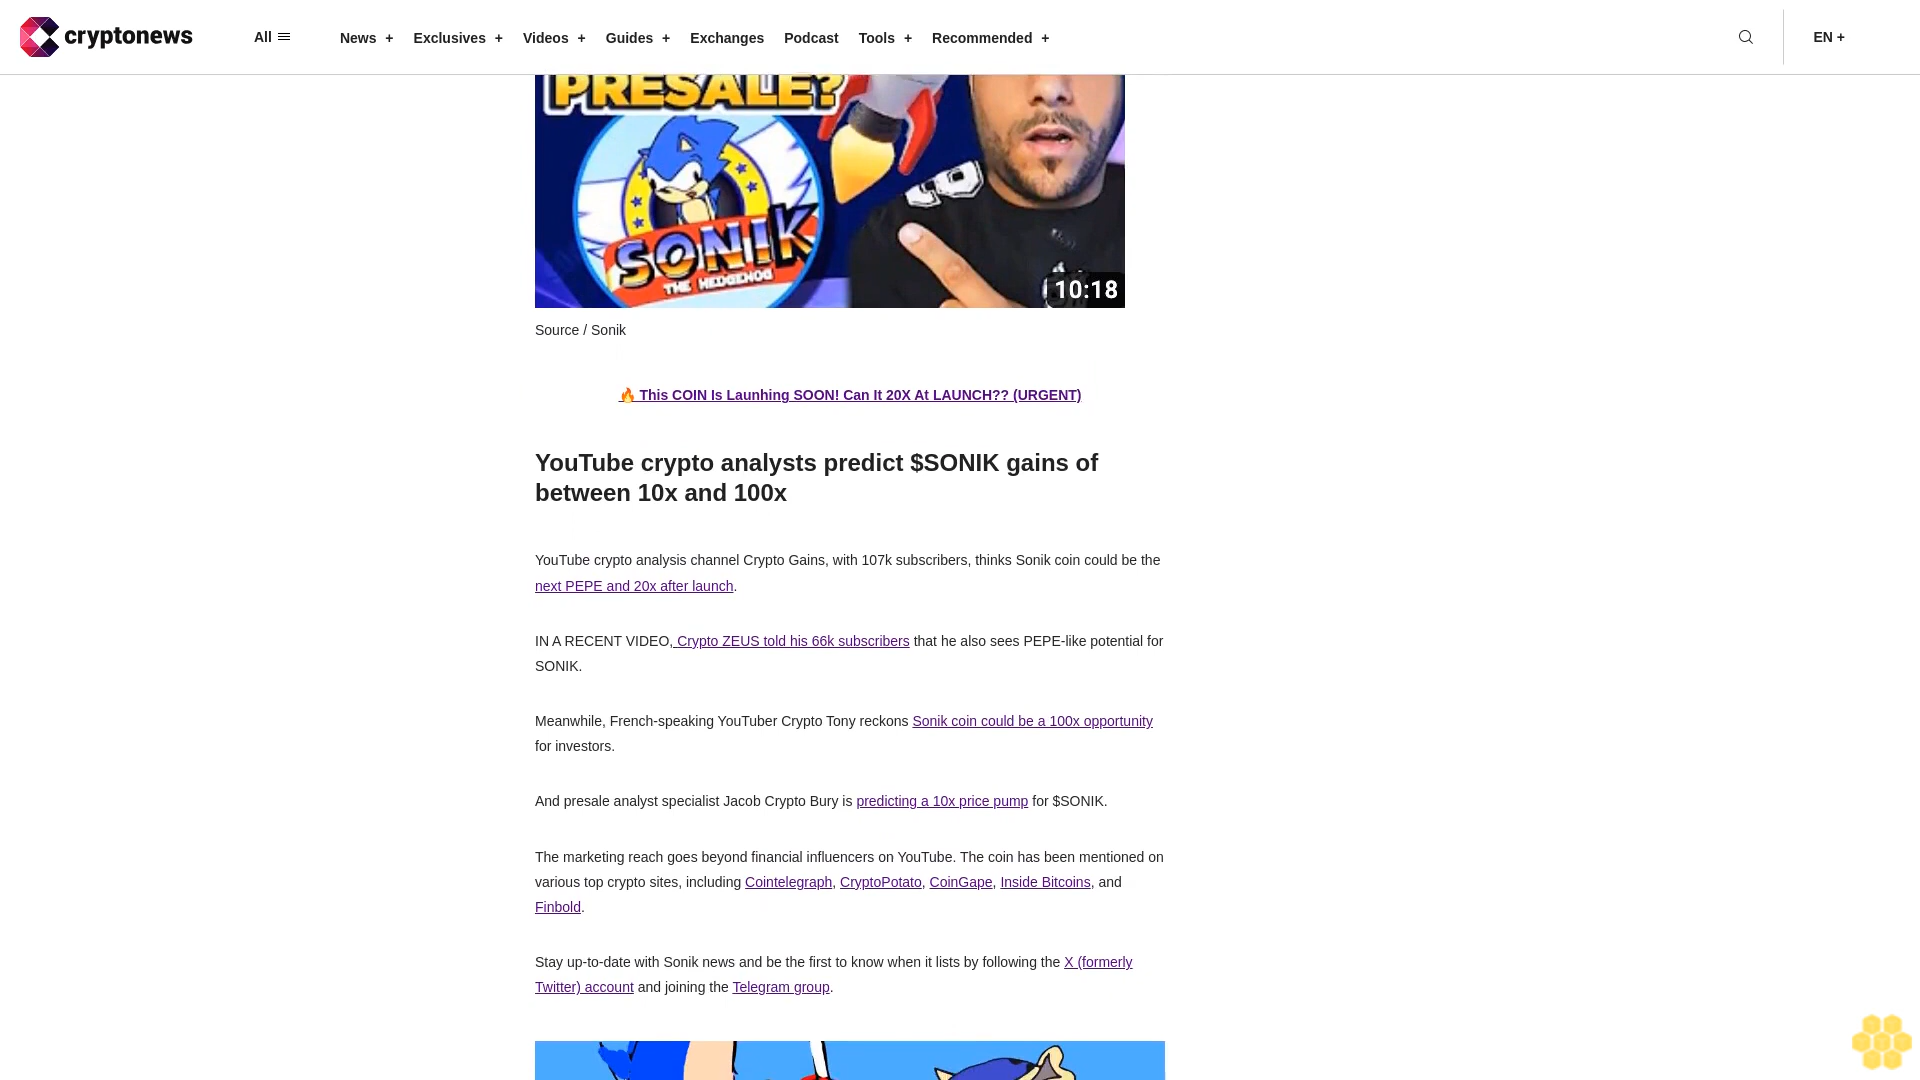 cryptonews
All
News + Exclusives + Videos + Guides + Exchanges Podcast Tools + Recommended +
EN +
PRESALE?
SONIK
THE HEDGEHOG
10:18
Source / Sonik
🔥 This COIN Is Launhing SOON! Can It 20X At LAUNCH?? (URGENT)
YouTube crypto analysts predict $SONIK gains of
between 10x and 100x
YouTube crypto analysis channel Crypto Gains, with 107k subscribers, thinks Sonik coin could be the
next PEPE and 20x after launch.
IN A RECENT VIDEO, Crypto ZEUS told his 66k subscribers that he also sees PEPE-like potential for
SONIK.
Meanwhile, French-speaking YouTuber Crypto Tony reckons Sonik coin could be a 100x opportunity
for investors.
And presale analyst specialist Jacob Crypto Bury is predicting a 10x price pump for $SONIK.
The marketing reach goes beyond financial influencers on YouTube. The coin has been mentioned on
various top crypto sites, including Cointelegraph, CryptoPotato, CoinGape, Inside Bitcoins, and
Finbold.
Stay up-to-date with Sonik news and be the first to know when it lists by following the X (formerly
Twitter) account and joining the Telegram group.